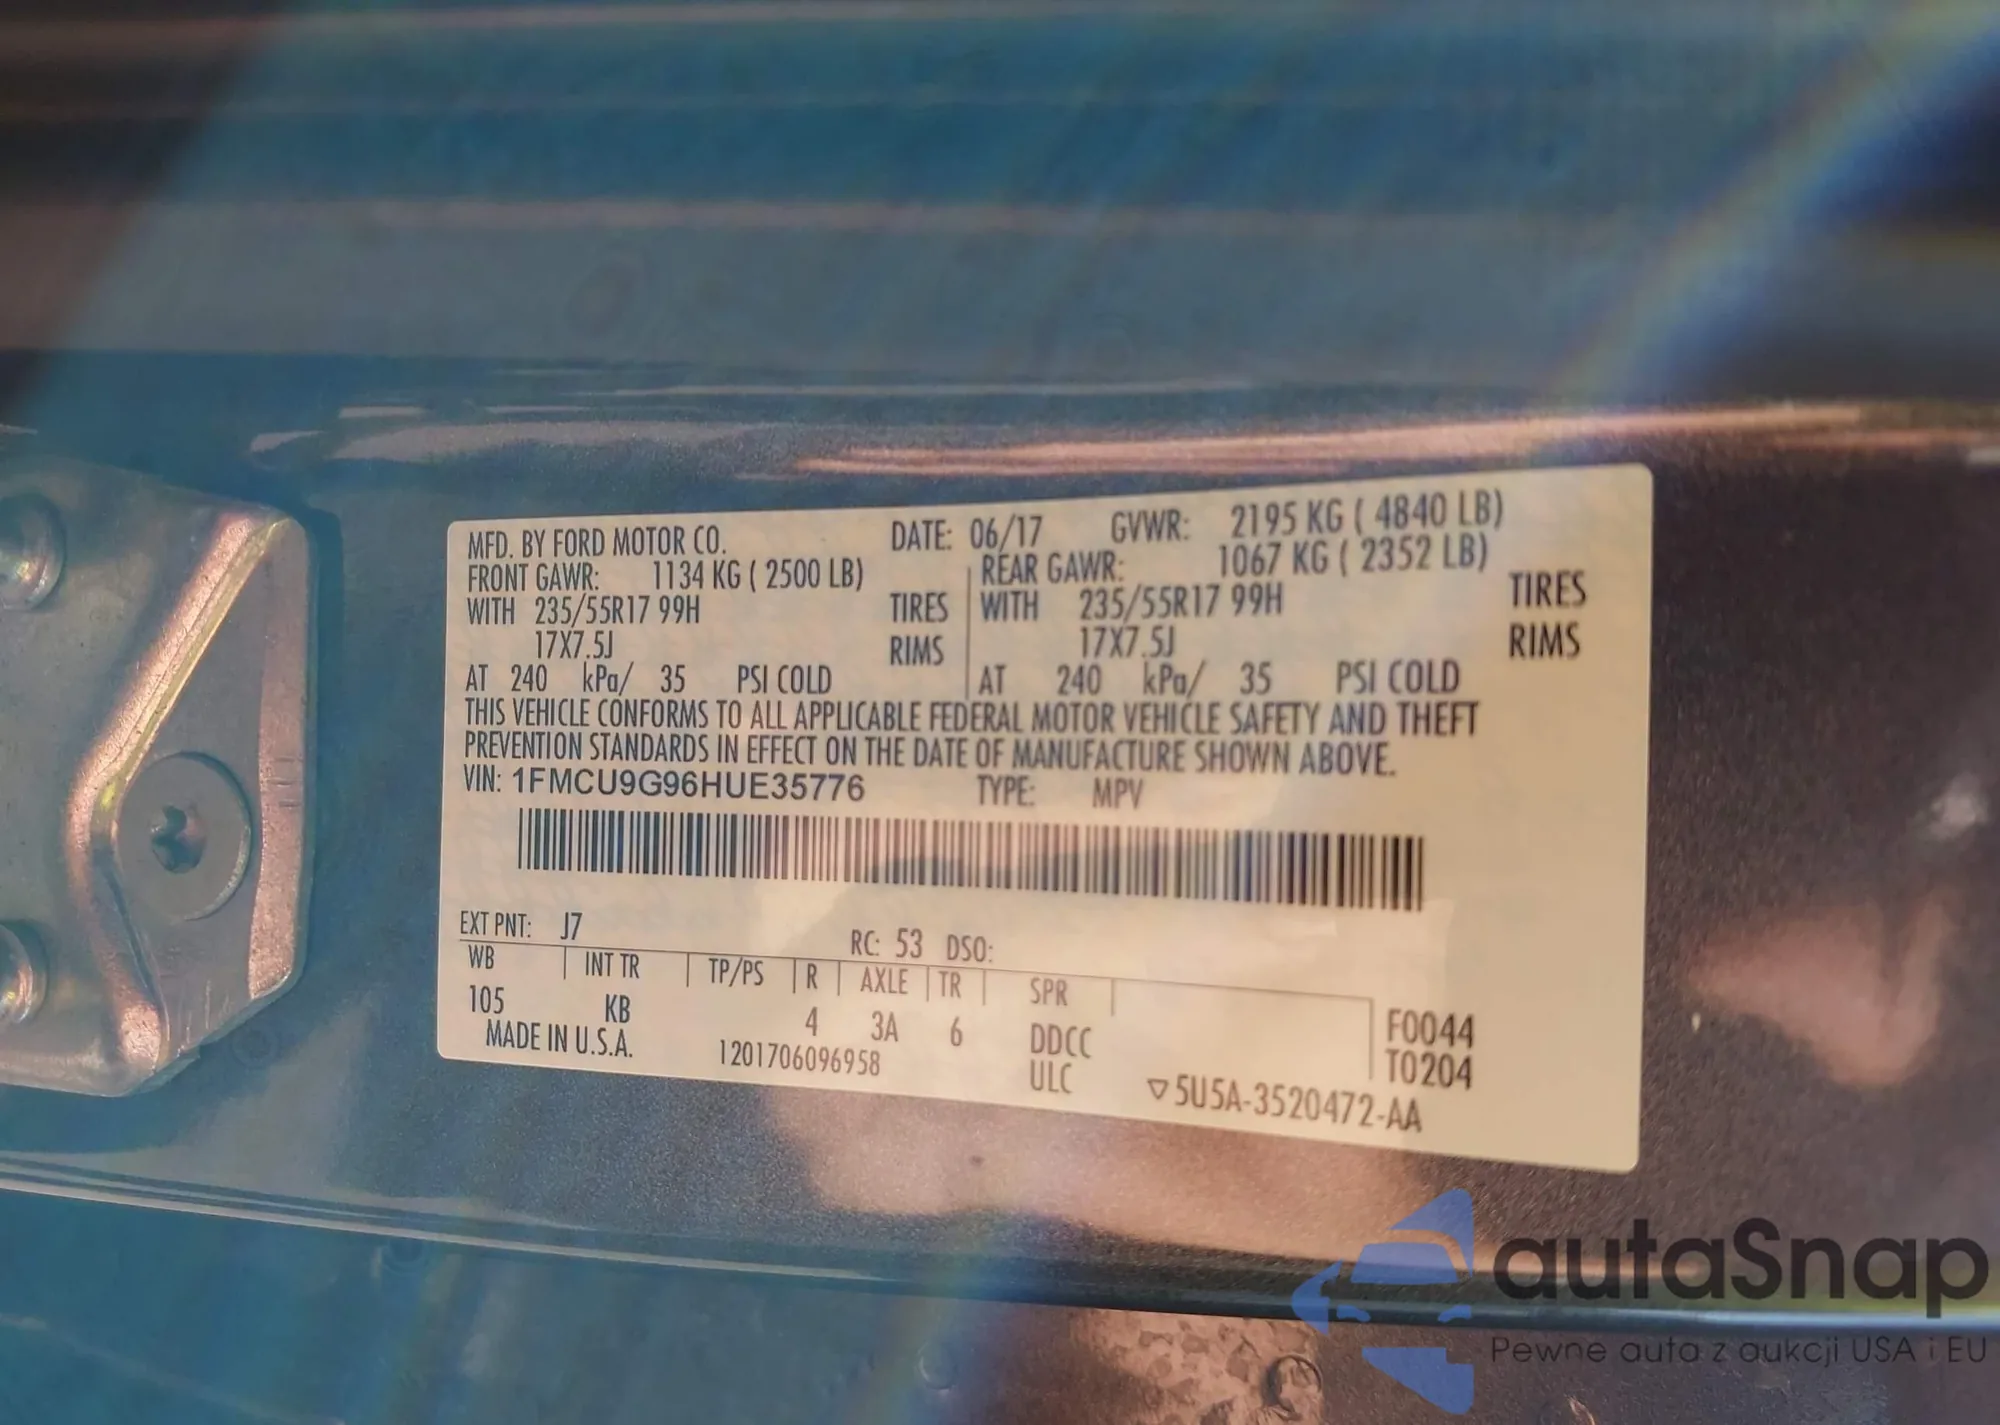 MFD. BY FORD MOTOR CO. DATE: 06/17 GVWR: 2195 KG ( 4840 LB)
FRONT GAWR: 1134 KG ( 2500 LB) REAR GAWR: 1067 KG ( 2352 LB)
WITH 235/55R17 99H TIRES WITH 235/55R17 99H TIRES
17X7.5J RIMS 17X7.5J RIMS
AT 240 kPa/ 35 PSI COLD AT 240 kPa/ 35 PSI COLD
THIS VEHICLE CONFORMS TO ALL APPLICABLE FEDERAL MOTOR VEHICLE SAFETY AND THEFT
PREVENTION STANDARDS IN EFFECT ON THE DATE OF MANUFACTURE SHOWN ABOVE.
VIN: 1FMCU9G96HUE35776 TYPE: MPV
EXT PNT: J7 RC: 53 DSO:
WB INT TR TP/PS R AXLE TR SPR
105 KB 4 3A 6 DDCC F0044
MADE IN U.S.A. 1201706096958 ULC T0204
▽5U5A-3520472-AA
autaSnap
Pewne auta z aukcji USA i EU